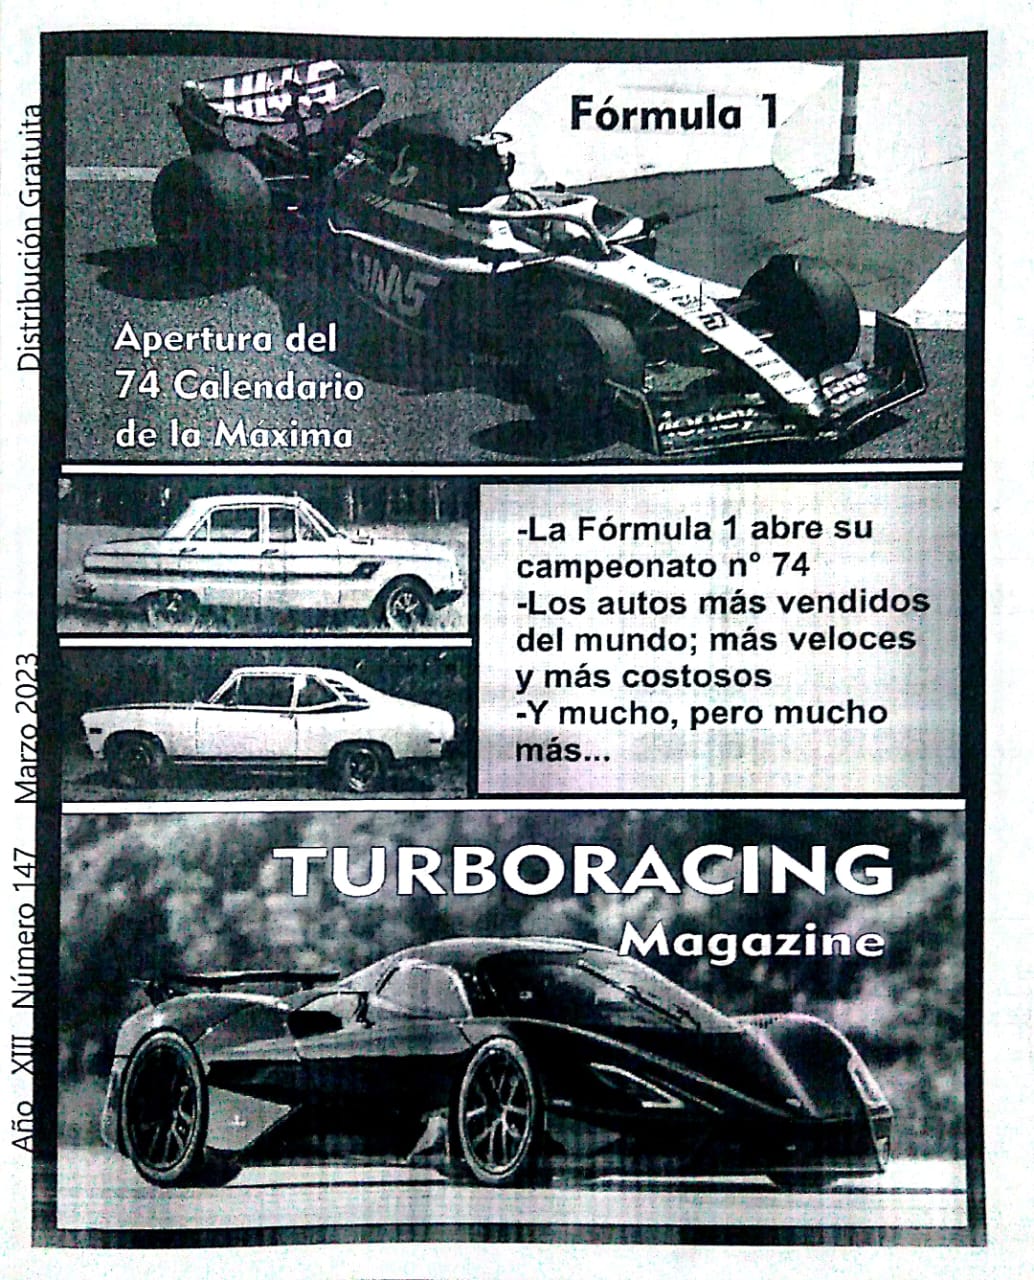 Fórmula 1
HAAS
HAAS
Apertura del
74 Calendario
de la Máxima
-La Fórmula 1 abre su
campeonato n° 74
-Los autos más vendidos
del mundo; más veloces
y más costosos
-Y mucho, pero mucho
más...
TURBORACING
Magazine
Año XIII Número 147 Marzo 2023 Distribución Gratuita